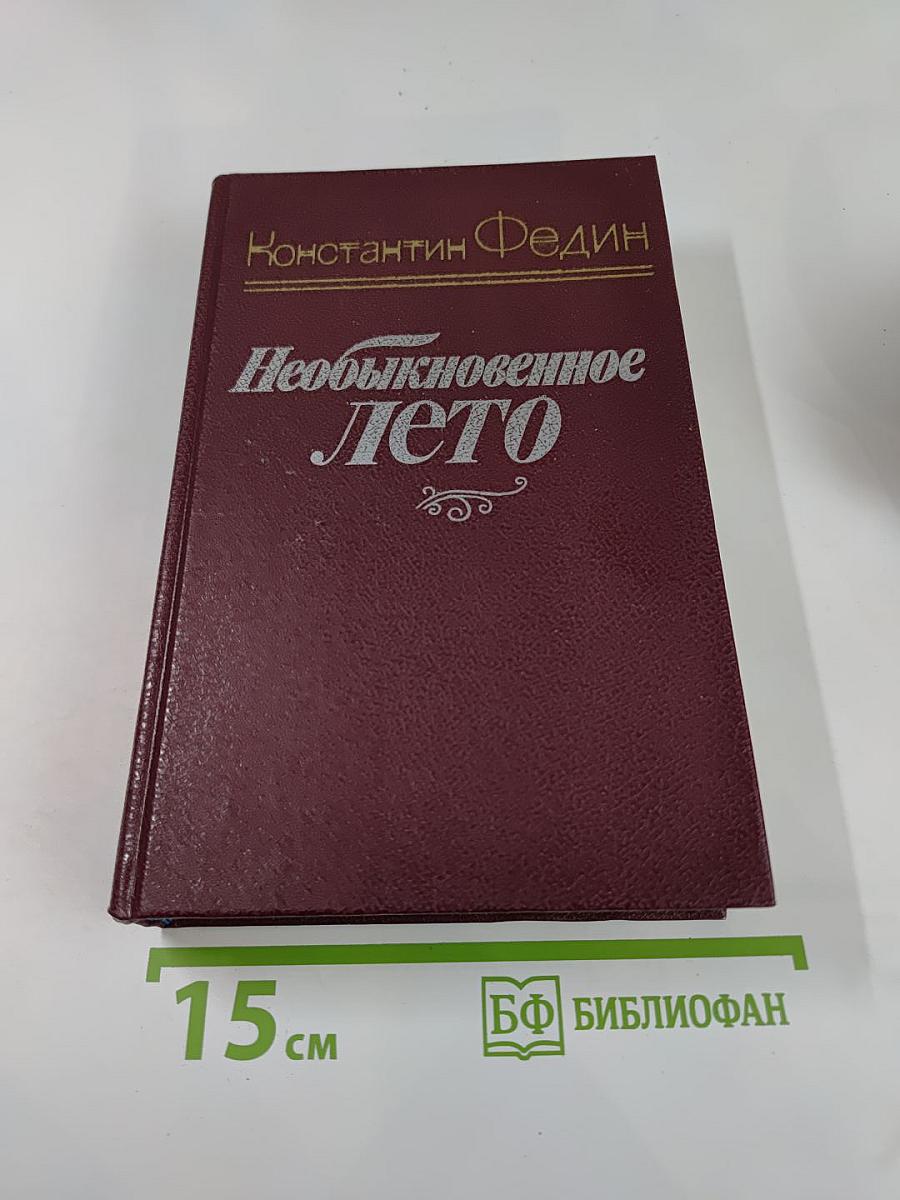 Константин Федин
Необыкновенное
лето
15 см
БФ БИБЛИОФАН